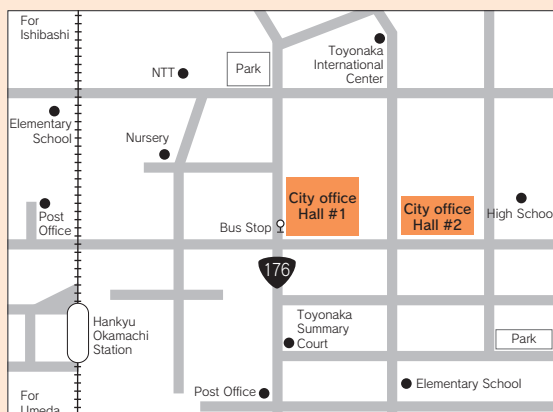 For
Ishibashi
NTT
Park
Toyonaka
International
Center
Elementary
School
Nursery
Post
Office
Bus Stop
City office
Hall #1
City office
Hall #2
High School
176
Hankyu
Okamachi
Station
Toyonaka
Summary
Court
Park
Post Office
Elementary School
For
Umeda